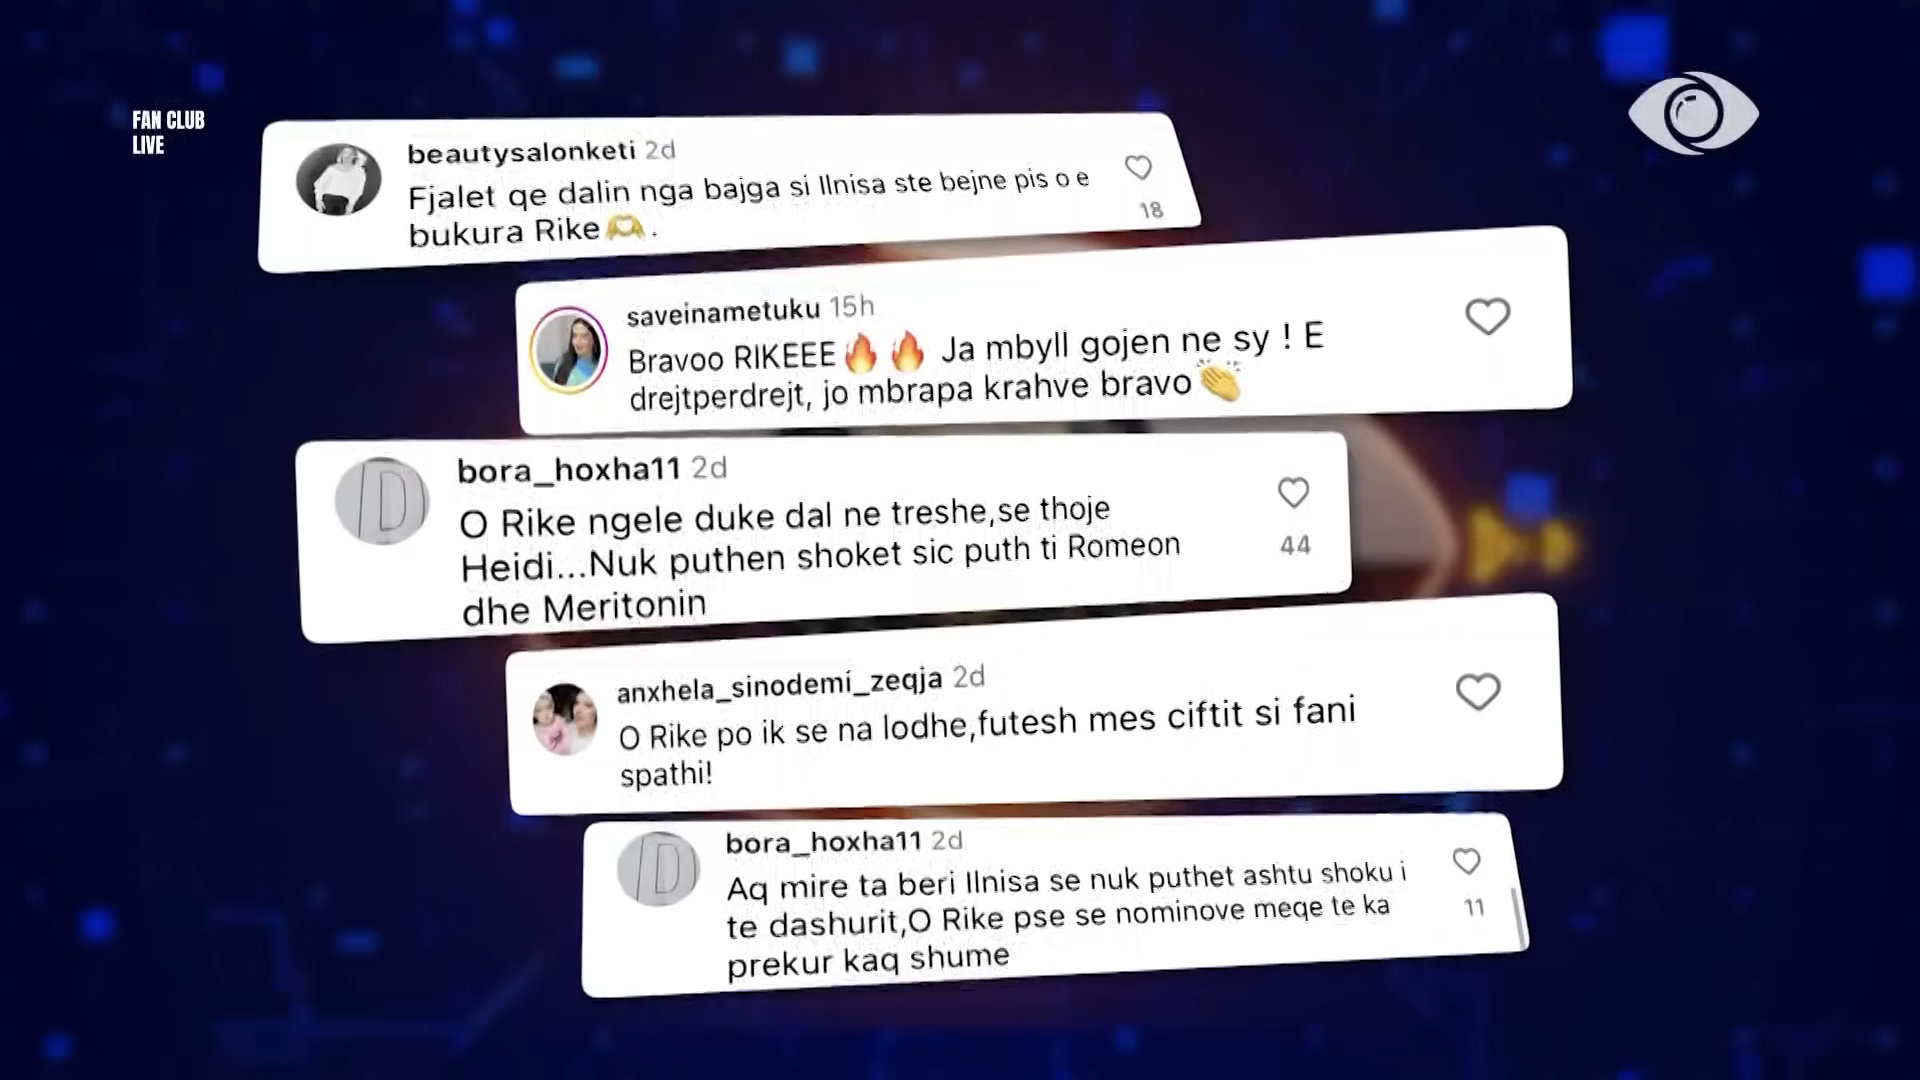 FAN CLUB
LIVE
beautysalonketi 2d
Fjalet qe dalin nga bajga si Ilnisa ste bejne pis o e
bukura Rike🫶.
18
saveinametuku 15h
Bravoo RIKEEE🔥🔥 Ja mbyll gojen ne sy ! E
drejtperdrejt, jo mbrapa krahve bravo👏
bora_hoxha11 2d
O Rike ngele duke dal ne treshe,se thoje
Heidi...Nuk puthen shoket sic puth ti Romeon
dhe Meritonin
44
anxhela_sinodemí_zeqja 2d
O Rike po ik se na lodhe,futesh mes ciftit si fani
spathi!
bora_hoxha11 2d
Aq mire ta beri Ilnisa se nuk puthet ashtu shoku i
te dashurit,O Rike pse se nominove meqe te ka
prekur kaq shume
11